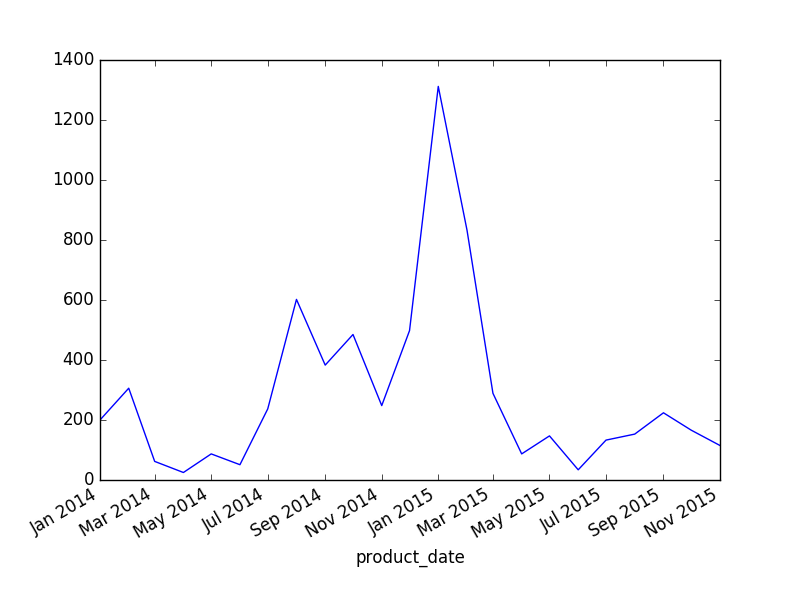 1400
1200
1000
800
600
400
200
0
Jan 2014
Mar 2014
May 2014
Jul 2014
Sep 2014
Nov 2014
Jan 2015
Mar 2015
May 2015
Jul 2015
Sep 2015
Nov 2015
product_date